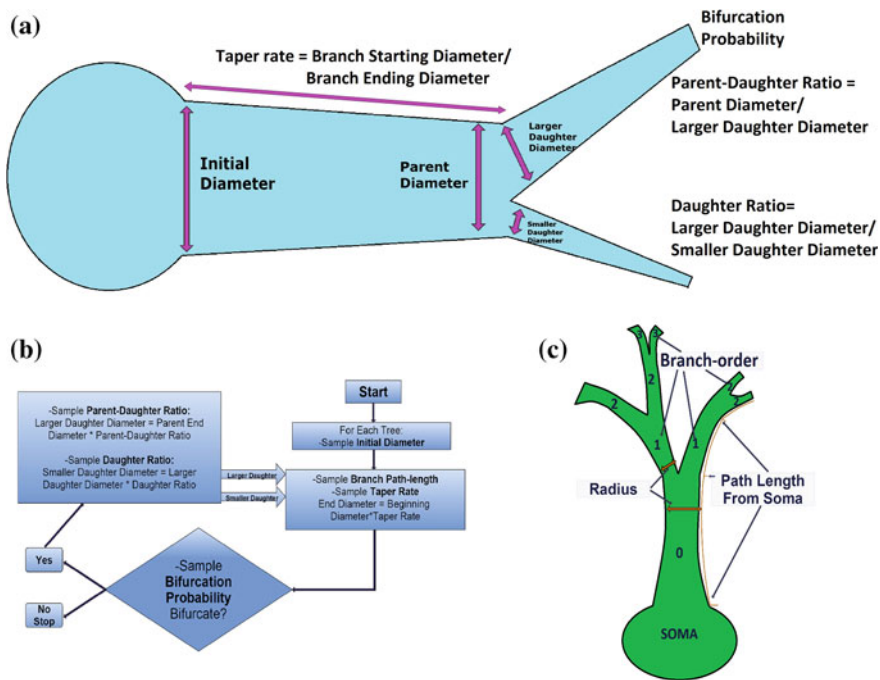 (a)
Taper rate = Branch Starting Diameter/
Branch Ending Diameter
Bifurcation
Probability
Parent-Daughter Ratio =
Parent Diameter/
Larger Daughter Diameter
Larger
Daughter
Diameter
Initial
Diameter
Parent
Diameter
Smaller
Daughter
Diameter
Daughter Ratio=
Larger Daughter Diameter/
Smaller Daughter Diameter
(b)
Start
For Each Tree:
-Sample Initial Diameter
-Sample Parent-Daughter Ratio:
Larger Daughter Diameter = Parent End
Diameter * Parent-Daughter Ratio
-Sample Daughter Ratio:
Smaller Daughter Diameter = Larger
Daughter Diameter * Daughter Ratio
Larger Daughter
Smaller Daughter
-Sample Branch Path-length
-Sample Taper Rate
End Diameter = Beginning
Diameter*Taper Rate
-Sample
Bifurcation
Probability
Bifurcate?
Yes
No
Stop
(c)
3 3
Branch-order
2
2
2
2
1 1
Radius
Path Length
From Soma
0
SOMA